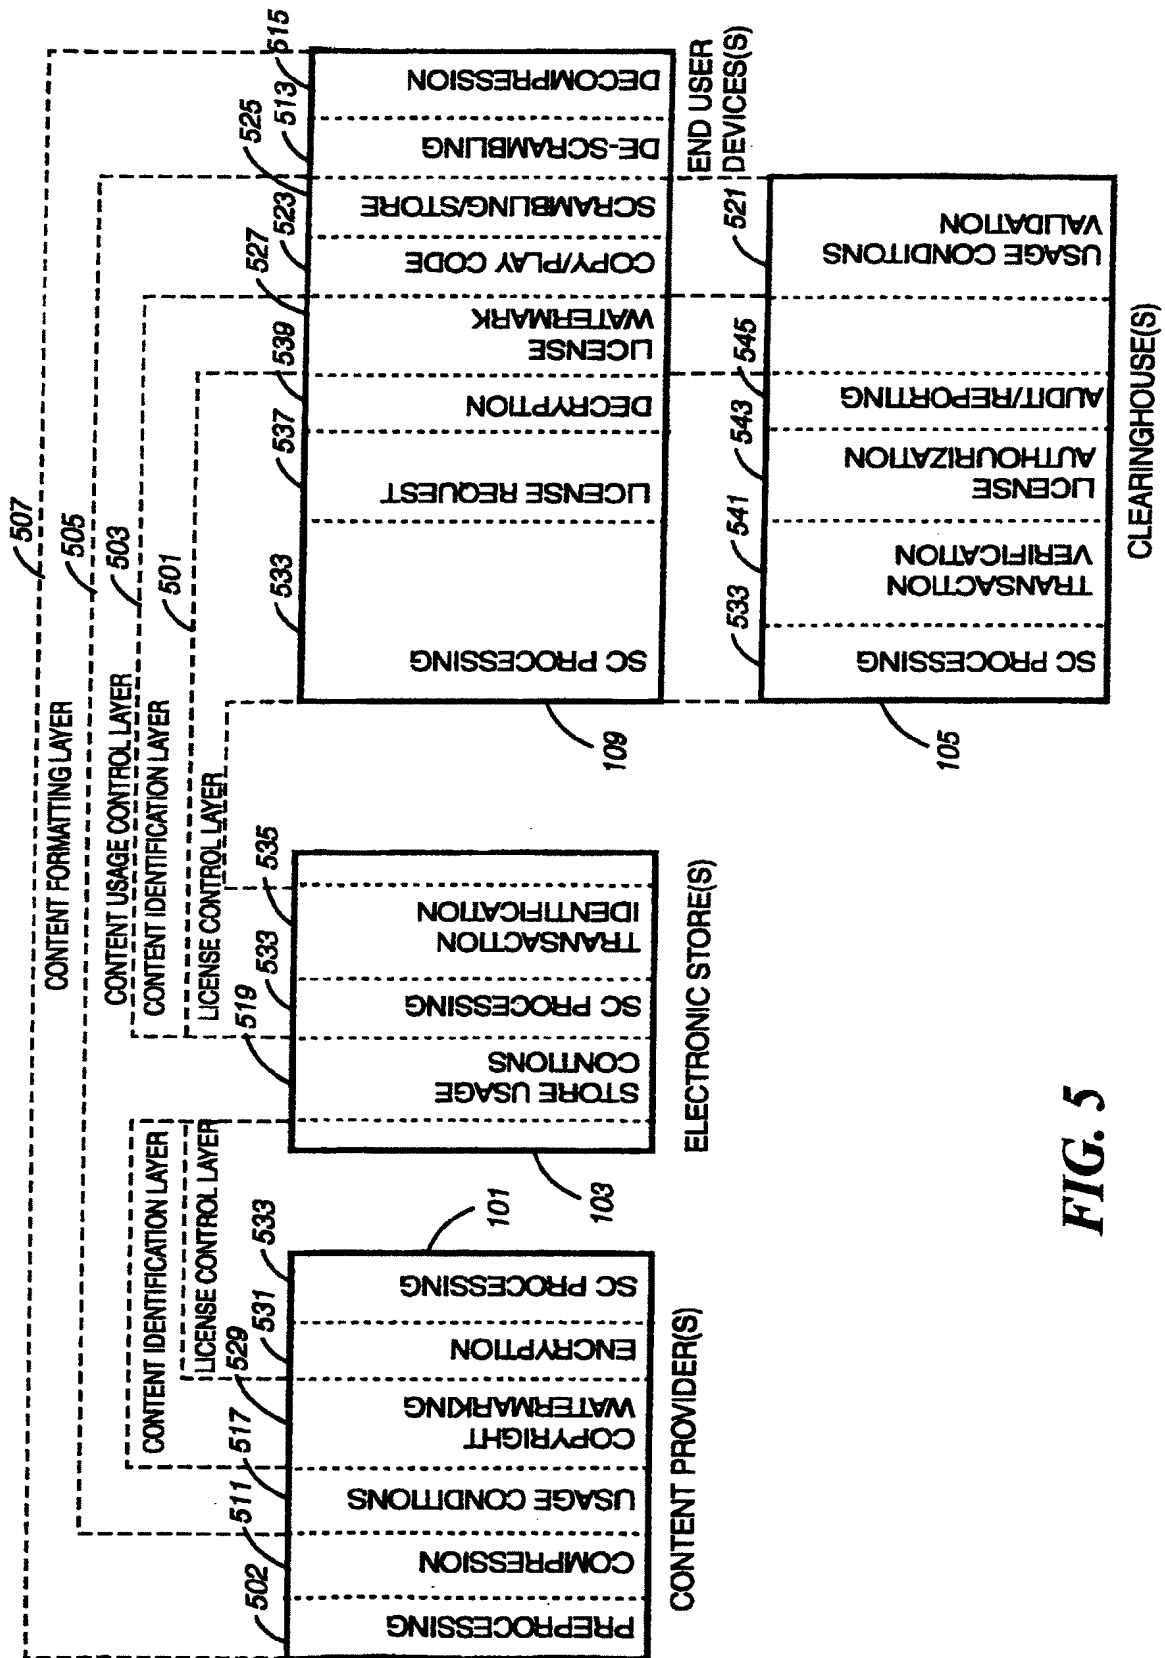 507
CONTENT FORMATTING LAYER
505
CONTENT USAGE CONTROL LAYER
503
CONTENT IDENTIFICATION LAYER
501
LICENSE CONTROL LAYER
CONTENT IDENTIFICATION LAYER
LICENSE CONTROL LAYER
502
511
517
529
531
533
PREPROCESSING
COMPRESSION
USAGE CONDITIONS
COPYRIGHT
WATERMARKING
ENCRYPTION
SC PROCESSING
101
CONTENT PROVIDER(S)
519
533
535
STORE USAGE
CONTIONS
SC PROCESSING
TRANSACTION
IDENTIFICATION
103
ELECTRONIC STORE(S)
533
537
539
527
523
525
513
515
SC PROCESSING
LICENSE REQUEST
DECRYPTION
LICENSE
WATERMARK
COPY/PLAY CODE
SCRAMBLING/STORE
DE-SCRAMBLING
DECOMPRESSION
109
END USER
DEVICES(S)
533
541
543
545
521
SC PROCESSING
TRANSACTION
VERIFICATION
LICENSE
AUTHOURIZATION
AUDIT/REPORTING
USAGE CONDITONS
VALIDATION
105
CLEARINGHOUSE(S)
FIG. 5